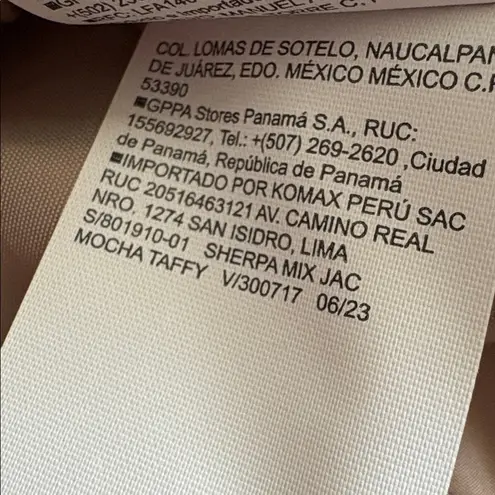 COL. LOMAS DE SOTELO, NAUCALPAN
DE JUÁREZ, EDO. MÉXICO MÉXICO C.P
53390
■GPPA Stores Panamá S.A., RUC:
155692927, Tel.: +(507) 269-2620 ,Ciudad
de Panamá, República de Panamá
■IMPORTADO POR KOMAX PERÚ SAC
RUC 20516463121 AV. CAMINO REAL
NRO. 1274 SAN ISIDRO, LIMA
S/801910-01 SHERPA MIX JAC
MOCHA TAFFY V/300717 06/23